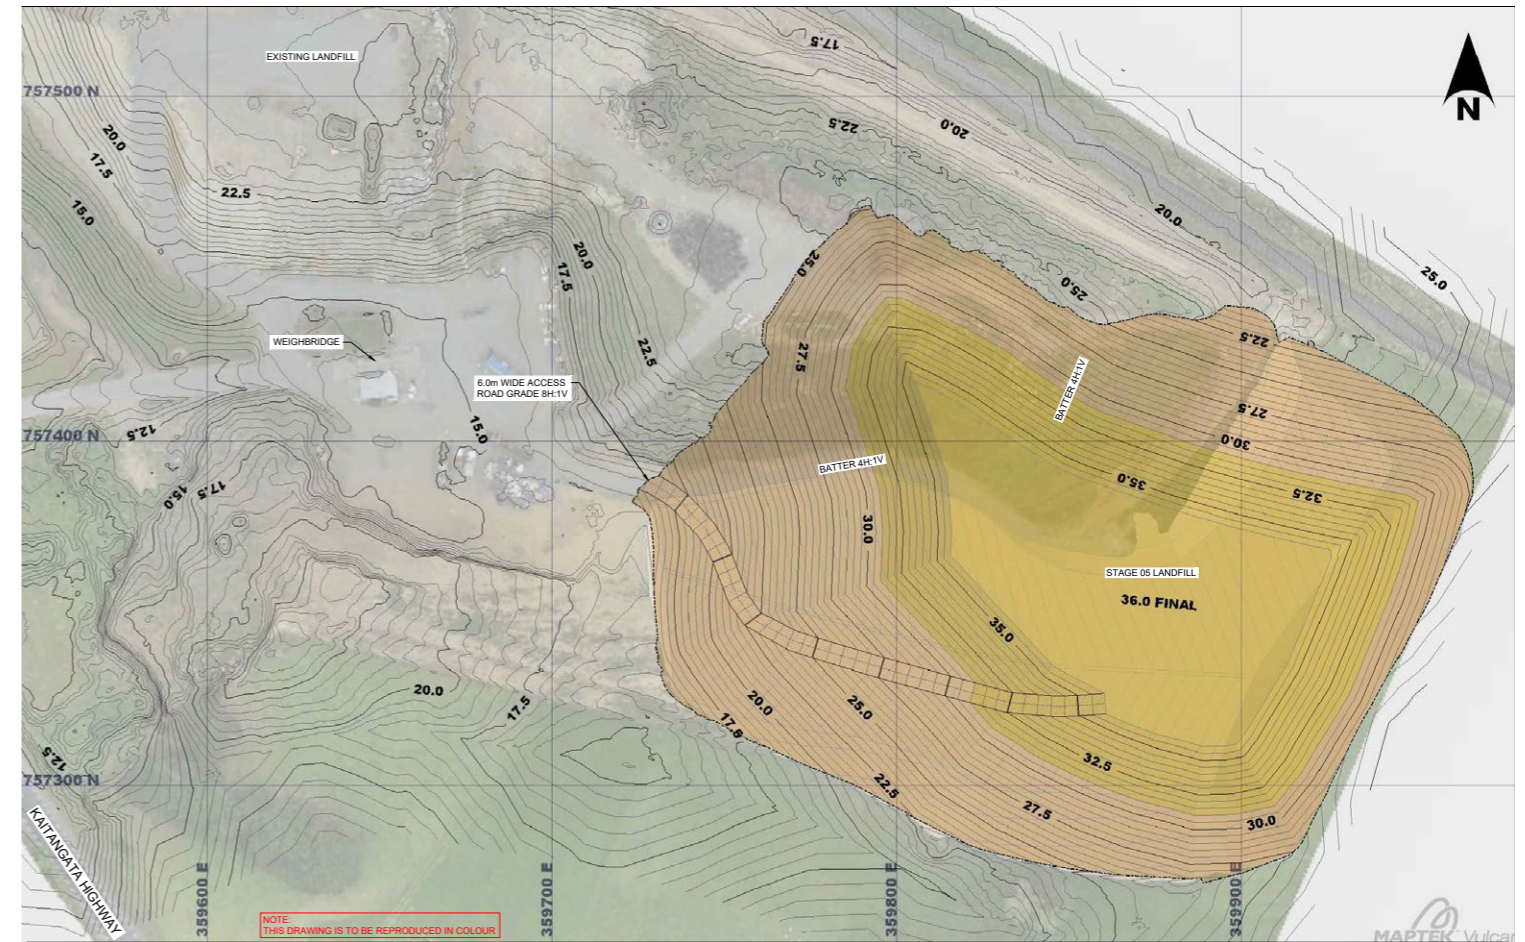 17.5
EXISTING LANDFILL
757500 N
N
20.0
17.5
22.5
20.0
22.5
15.0
20.0
20.0
17.5
25.0
25.0
25.0
WEIGHBRIDGE
22.5
27.5
22.5
6.0m WIDE ACCESS
ROAD GRADE 8H:1V
BATTER 4H:1V
27.5
757400 N
12.5
15.0
30.0
BATTER 4H:1V
35.0
32.5
15.0
17.5
30.0
STAGE 05 LANDFILL
36.0 FINAL
35.0
20.0
17.5
20.0
25.0
17.5
12.5
757300 N
32.5
22.5
27.5
30.0
KAITANGATA HIGHWAY
359600 E
359700 E
359800 E
359900 E
NOTE:
THIS DRAWING IS TO BE REPRODUCED IN COLOUR
MAPTEK Vulcan